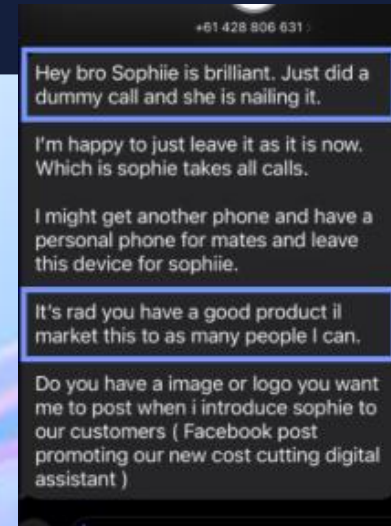 +61 428 806 631 >
Hey bro Sophiie is brilliant. Just did a
dummy call and she is nailing it.
I'm happy to just leave it as it is now.
Which is sophie takes all calls.
I might get another phone and have a
personal phone for mates and leave
this device for sophiie.
It's rad you have a good product il
market this to as many people I can.
Do you have a image or logo you want
me to post when i introduce sophie to
our customers ( Facebook post
promoting our new cost cutting digital
assistant )